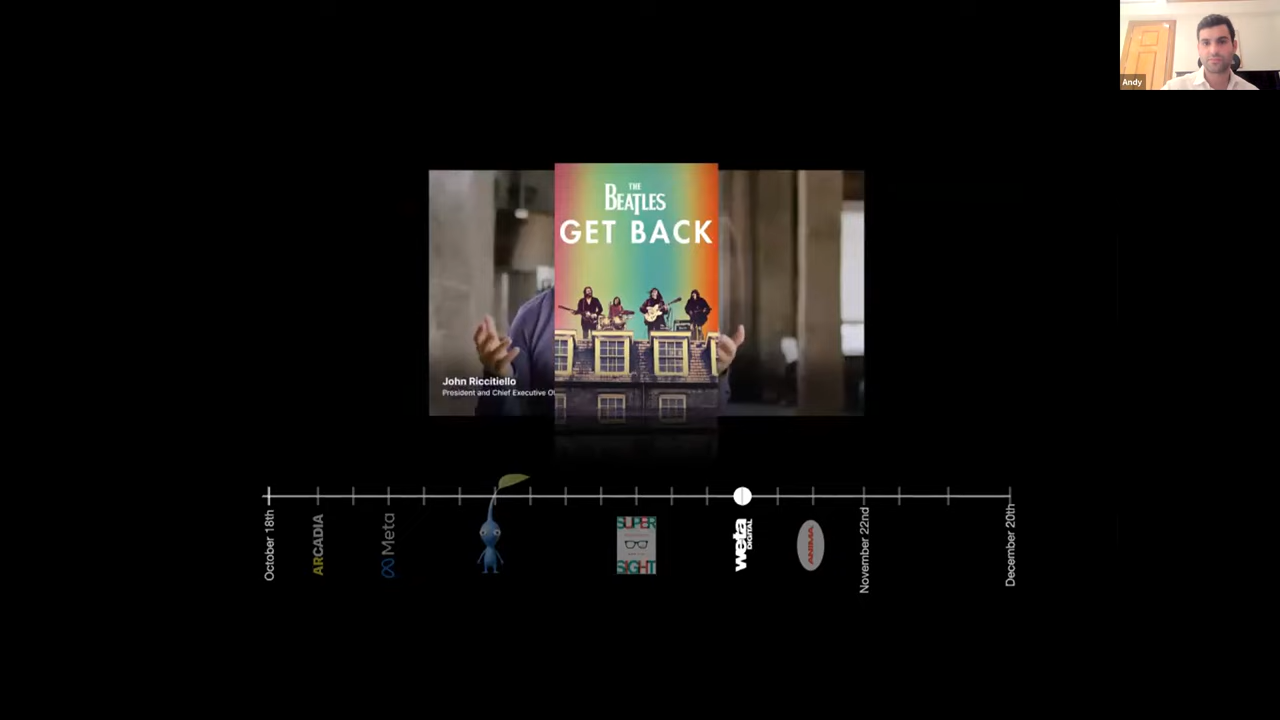 Andy
THE
BEATLES
GET BACK
John Riccitiello
President and Chief Executive
October 18th
ARCADIA
Meta
SUPER
SIGHT
weta
DIGITAL
ANIMA
November 22nd
December 20th